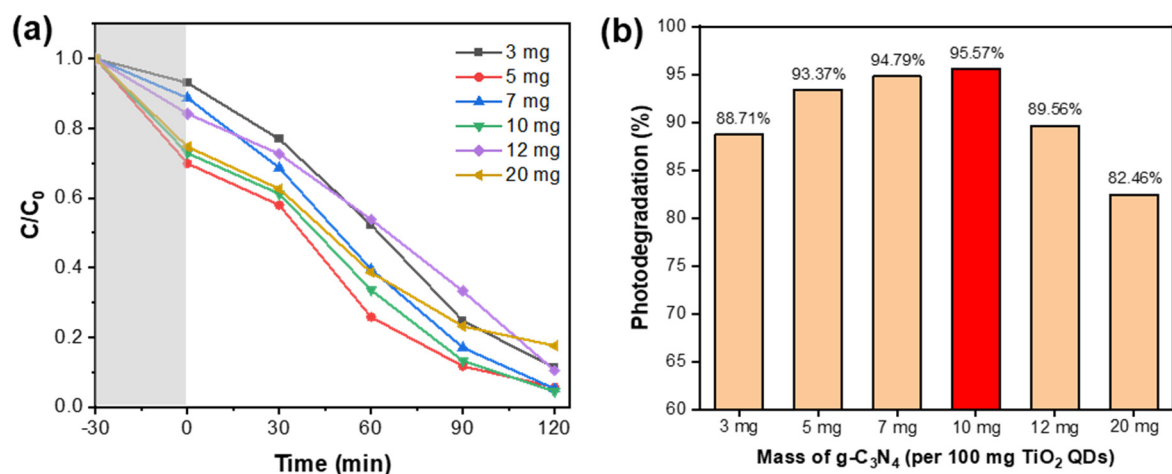 (a)
1.0
0.8
0.6
0.4
0.2
0.0
C/C₀
-30
0
30
60
90
120
Time (min)
3 mg
5 mg
7 mg
10 mg
12 mg
20 mg
(b)
100
95
90
85
80
75
70
65
60
Photodegradation (%)
88.71%
93.37%
94.79%
95.57%
89.56%
82.46%
3 mg
5 mg
7 mg
10 mg
12 mg
20 mg
Mass of g-C₃N₄ (per 100 mg TiO₂ QDs)